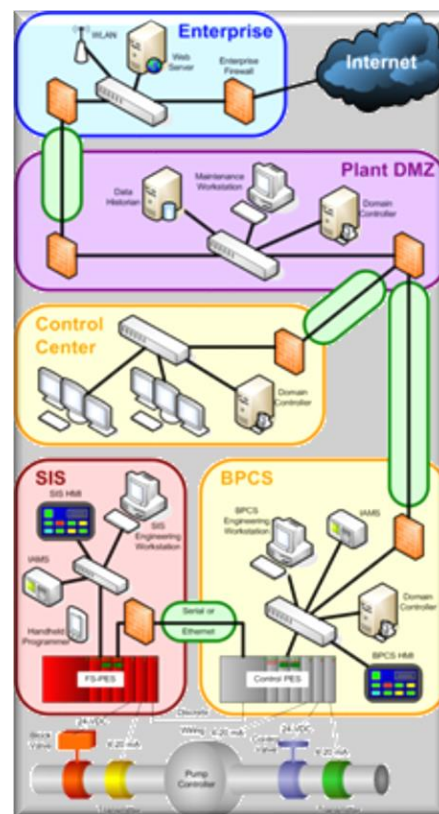 Enterprise
WLAN
Web
Server
Enterprise
Firewall
Internet
Plant DMZ
Maintenance
Workstation
Data
Historian
Domain
Controller
Control
Center
Domain
Controller
SIS
SIS HMI
SIS
Engineering
Workstation
IAMS
Handheld
Programmer
FS-PES
Serial or
Ethernet
BPCS
BPCS
Engineering
Workstation
IAMS
Domain
Controller
BPCS HMI
Control PES
Discrete
Wiring
Block
Valve
24 VDC
4-20 mA
Transmitter
Pump
Controller
4-20 mA
Control
Valve
24 VDC
4-20 mA
Transmitter